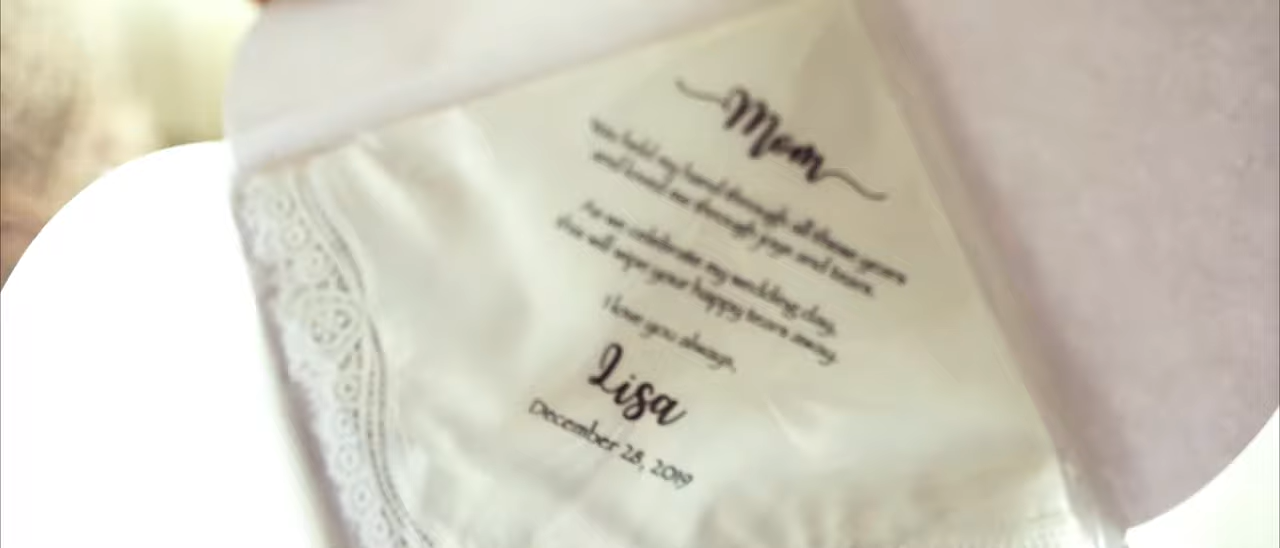 Mom
You held my hand through all these years
and loved me through joys and tears.
As we celebrate my wedding day,
this will wipe your happy tears away.
I love you always,
Lisa
December 28, 2019